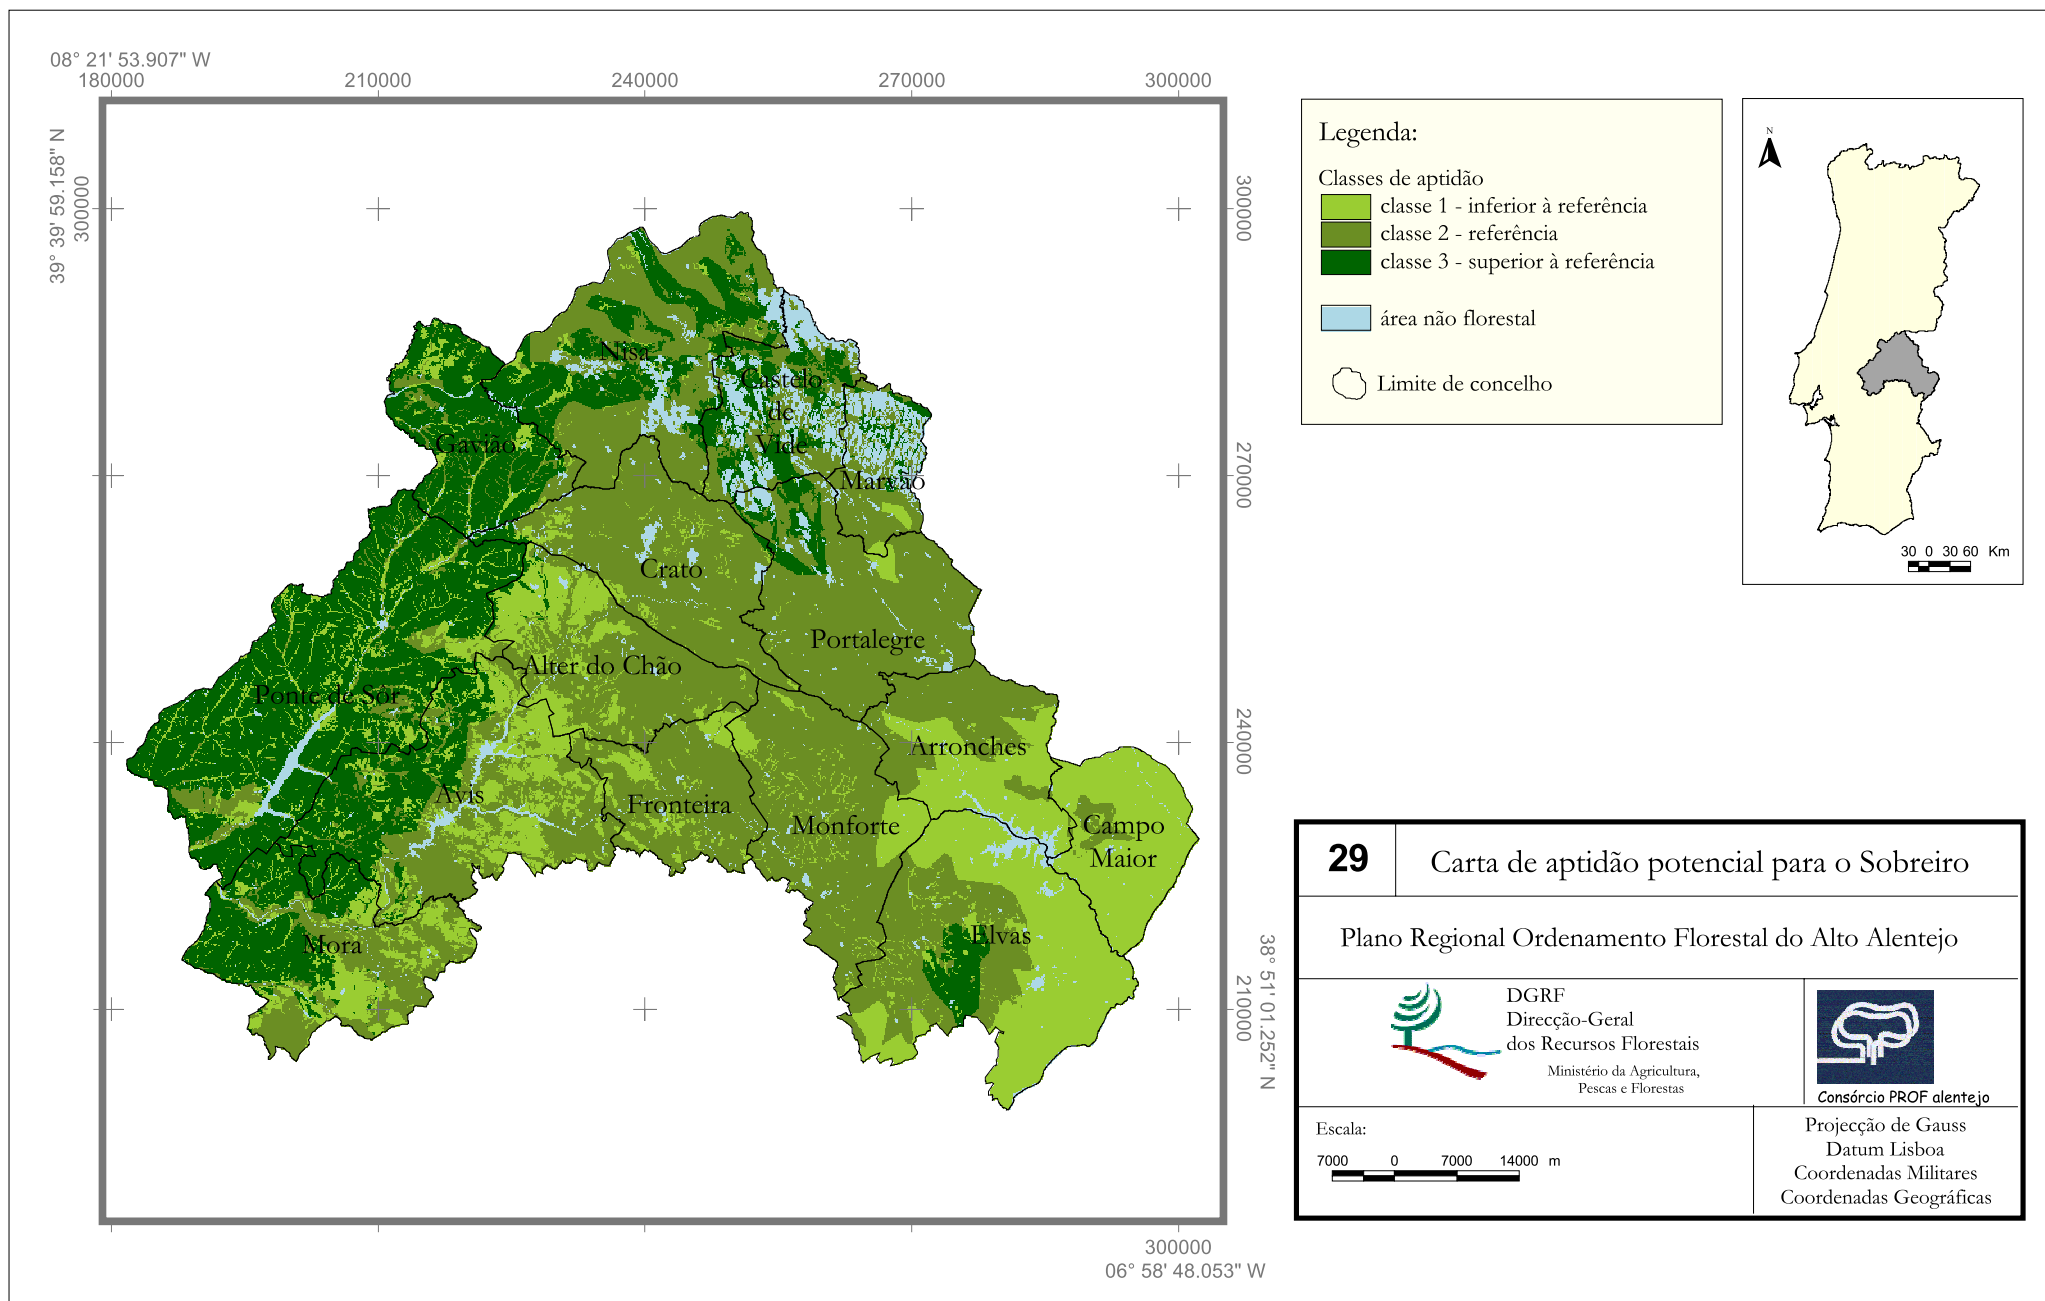 08° 21' 53.907" W
180000
210000
240000
270000
300000
39° 39' 59.158" N
300000
300000
270000
240000
210000
38° 51' 01.252" N
300000
06° 58' 48.053" W
Nisa
Castelo
de
Vide
Gavião
Marvão
Crato
Portalegre
Alter do Chão
Ponte de Sôr
Arronches
Avis
Fronteira
Monforte
Campo
Maior
Elvas
Mora
Legenda:
Classes de aptidão
classe 1 - inferior à referência
classe 2 - referência
classe 3 - superior à referência
área não florestal
Limite de concelho
N
30 0 30 60 Km
29
Carta de aptidão potencial para o Sobreiro
Plano Regional Ordenamento Florestal do Alto Alentejo
DGRF
Direcção-Geral
dos Recursos Florestais
Ministério da Agricultura,
Pescas e Florestas
Consórcio PROF alentejo
Escala:
7000 0 7000 14000 m
Projecção de Gauss
Datum Lisboa
Coordenadas Militares
Coordenadas Geográficas